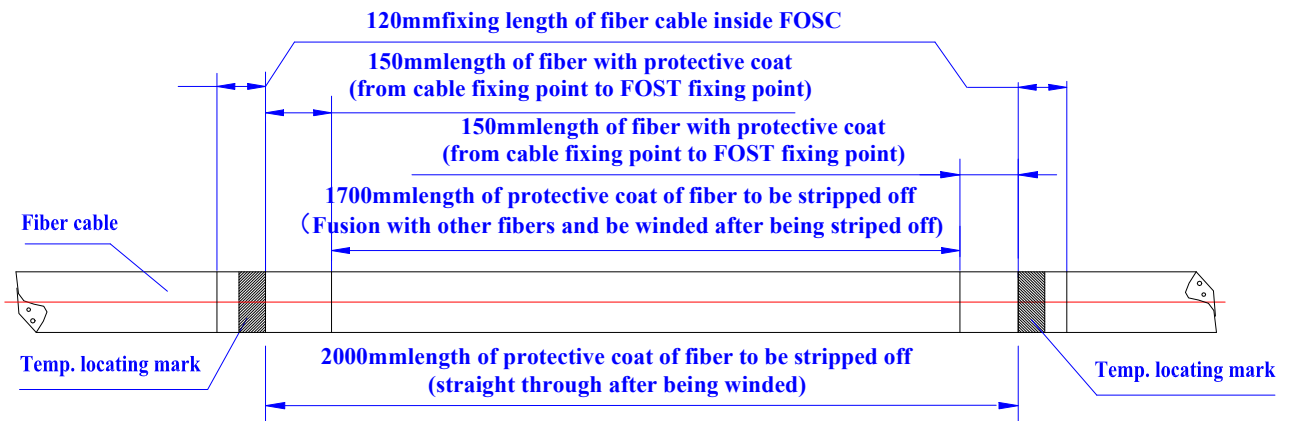 120mmfixing length of fiber cable inside FOSC
150mmlength of fiber with protective coat
(from cable fixing point to FOST fixing point)
150mmlength of fiber with protective coat
(from cable fixing point to FOST fixing point)
1700mmlength of protective coat of fiber to be stripped off
（Fusion with other fibers and be winded after being striped off)
Fiber cable
Temp. locating mark
2000mmlength of protective coat of fiber to be stripped off
(straight through after being winded)
Temp. locating mark